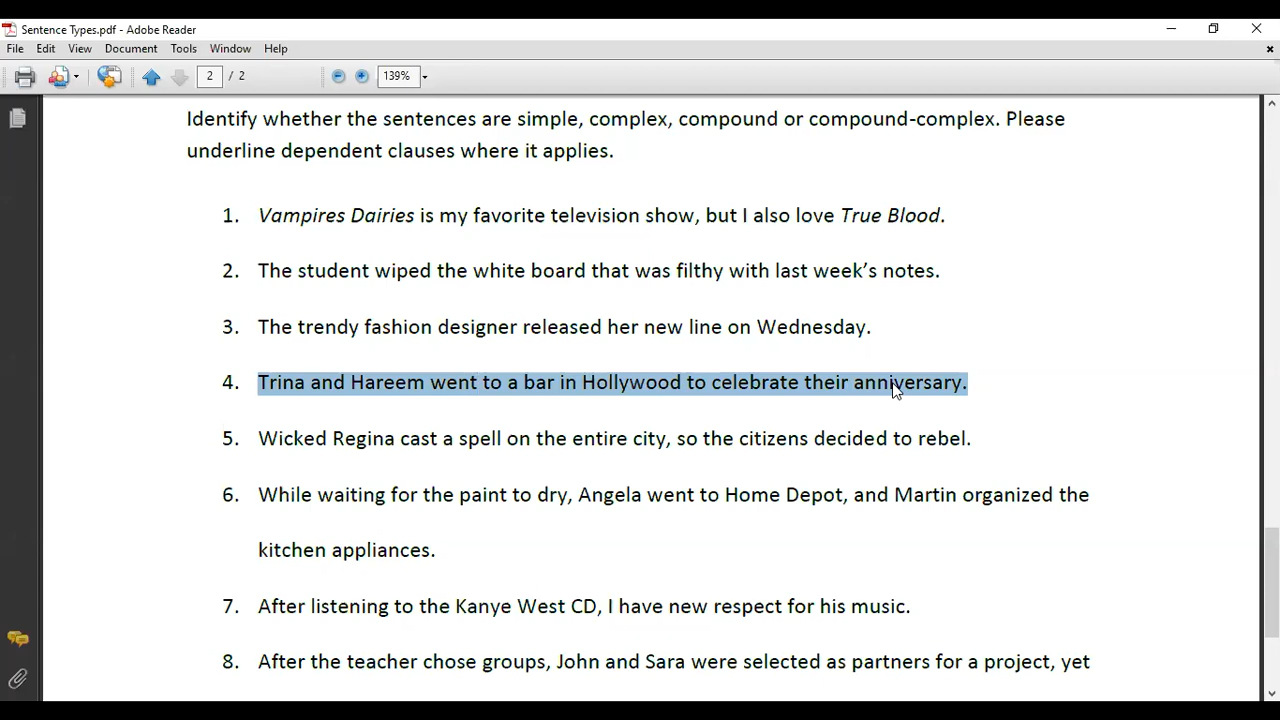 Sentence Types.pdf - Adobe Reader
File Edit View Document Tools Window Help
2 / 2 139%
Identify whether the sentences are simple, complex, compound or compound-complex. Please
underline dependent clauses where it applies.
1. Vampires Dairies is my favorite television show, but I also love True Blood.
2. The student wiped the white board that was filthy with last week’s notes.
3. The trendy fashion designer released her new line on Wednesday.
4. Trina and Hareem went to a bar in Hollywood to celebrate their anniversary.
5. Wicked Regina cast a spell on the entire city, so the citizens decided to rebel.
6. While waiting for the paint to dry, Angela went to Home Depot, and Martin organized the
kitchen appliances.
7. After listening to the Kanye West CD, I have new respect for his music.
8. After the teacher chose groups, John and Sara were selected as partners for a project, yet